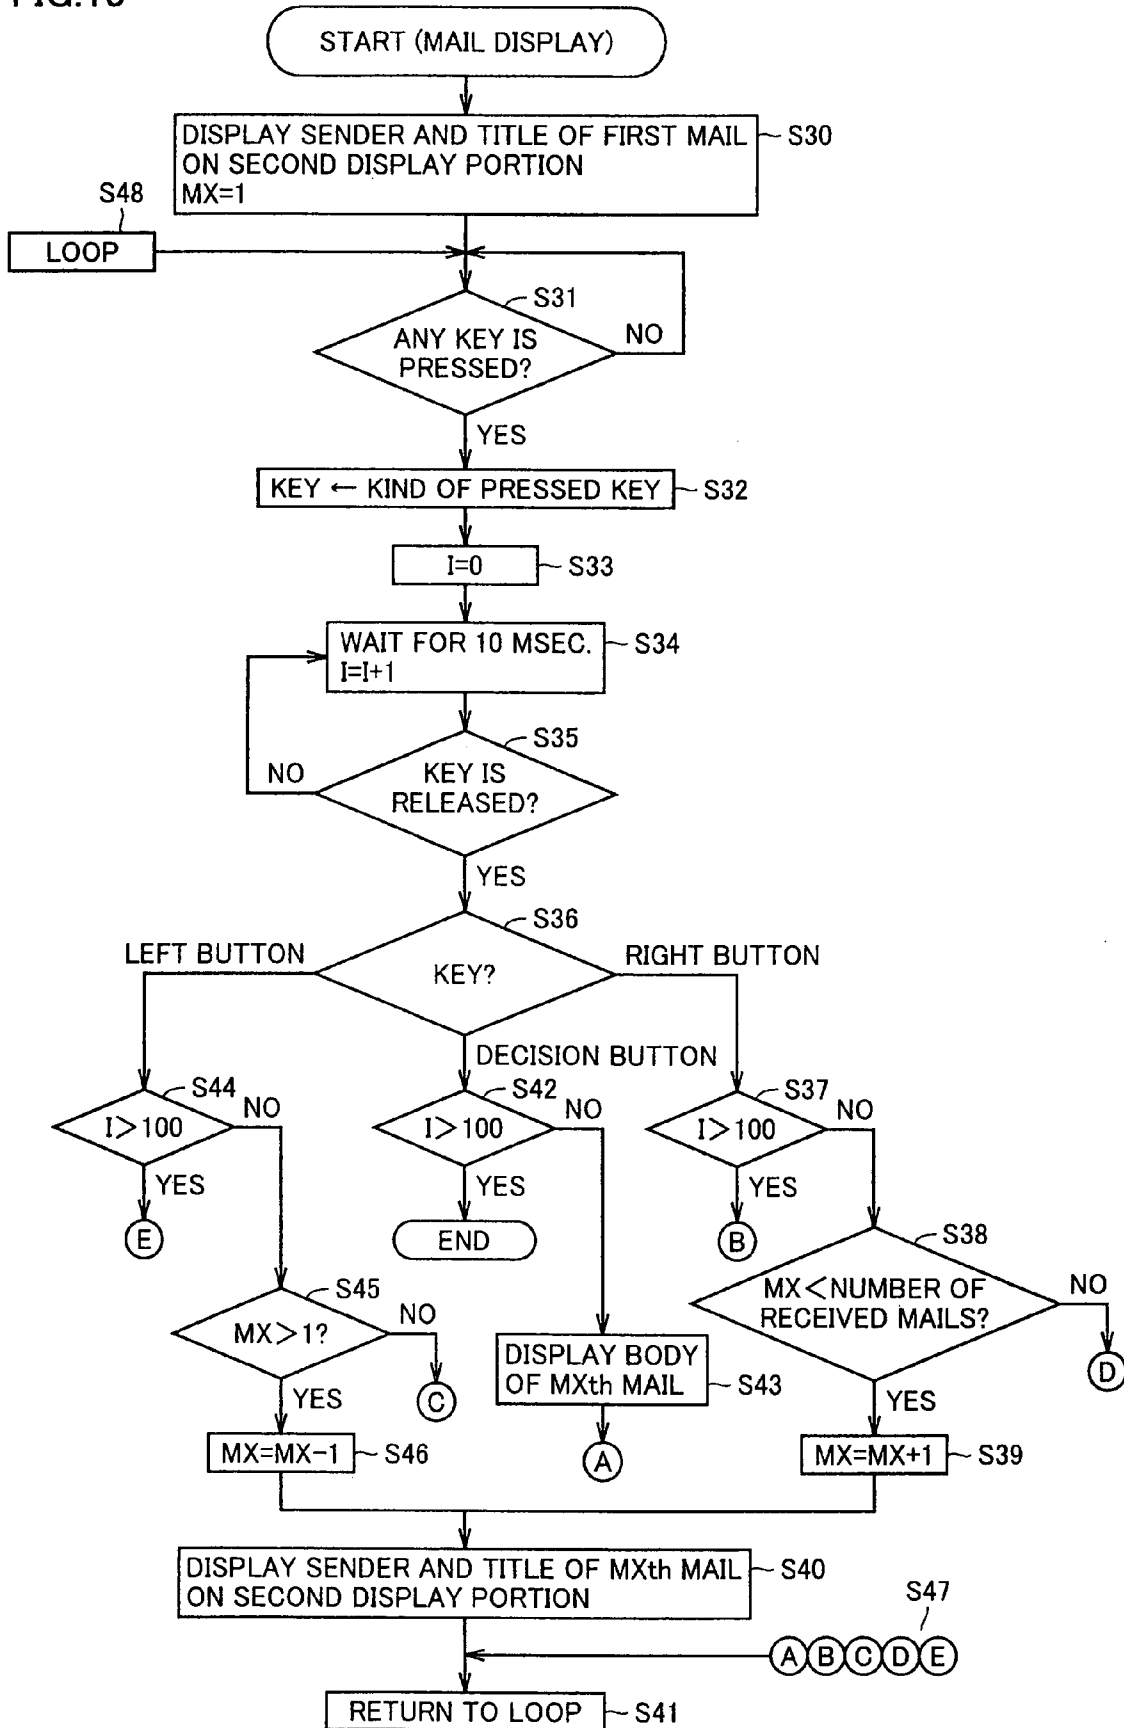 START (MAIL DISPLAY)
DISPLAY SENDER AND TITLE OF FIRST MAIL
ON SECOND DISPLAY PORTION
MX=1
S30
S48
LOOP
S31
ANY KEY IS
PRESSED?
NO
YES
KEY ← KIND OF PRESSED KEY
S32
I=0
S33
WAIT FOR 10 MSEC.
I=I+1
S34
S35
KEY IS
RELEASED?
NO
YES
S36
KEY?
LEFT BUTTON
RIGHT BUTTON
DECISION BUTTON
S44
I>100
NO
YES
E
S42
I>100
NO
YES
END
S37
I>100
NO
YES
B
S38
MX<NUMBER OF
RECEIVED MAILS?
NO
D
YES
S45
MX>1?
NO
C
YES
DISPLAY BODY
OF MXth MAIL
S43
A
MX=MX-1
S46
MX=MX+1
S39
DISPLAY SENDER AND TITLE OF MXth MAIL
ON SECOND DISPLAY PORTION
S40
S47
A B C D E
RETURN TO LOOP
S41